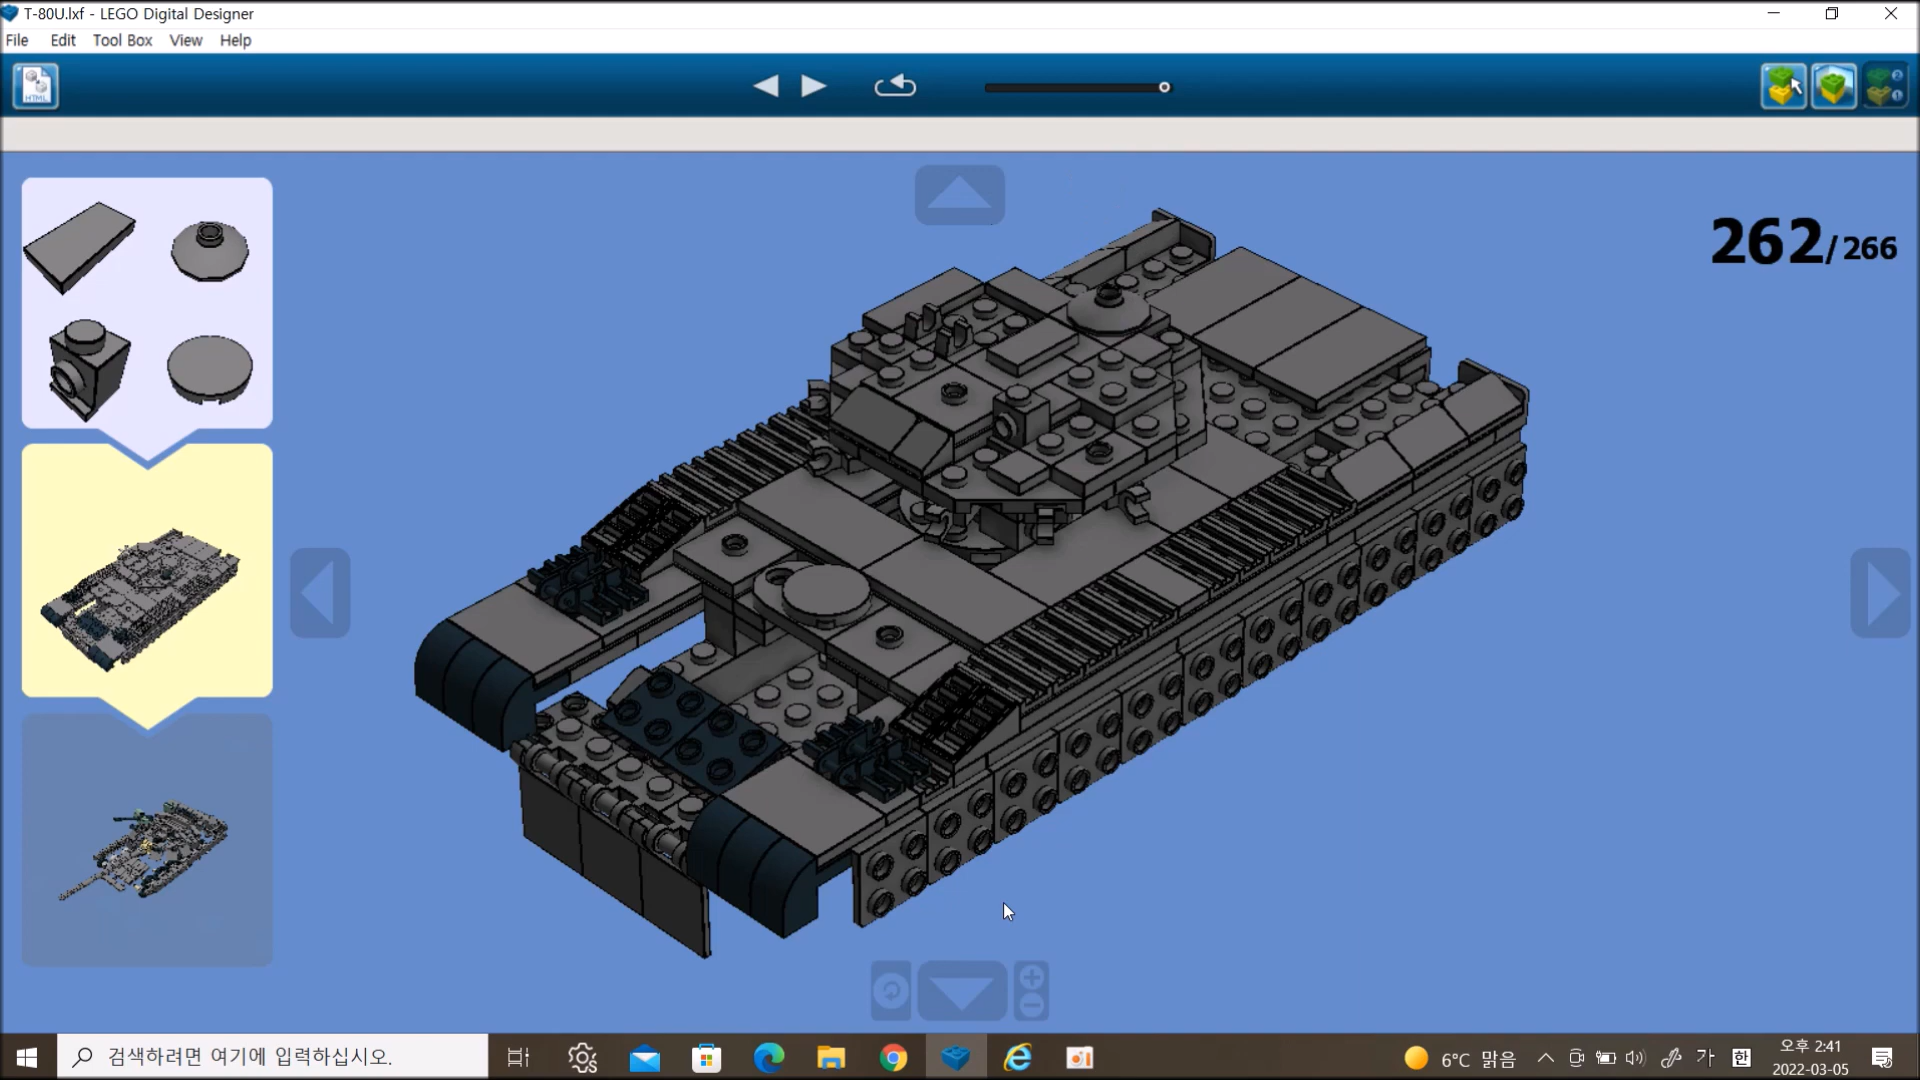 T-80U.lxf - LEGO Digital Designer
File Edit Tool Box View Help
HTML
262/266
검색하려면 여기에 입력하십시오.
6°C 맑음
가
한
오후 2:41
2022-03-05